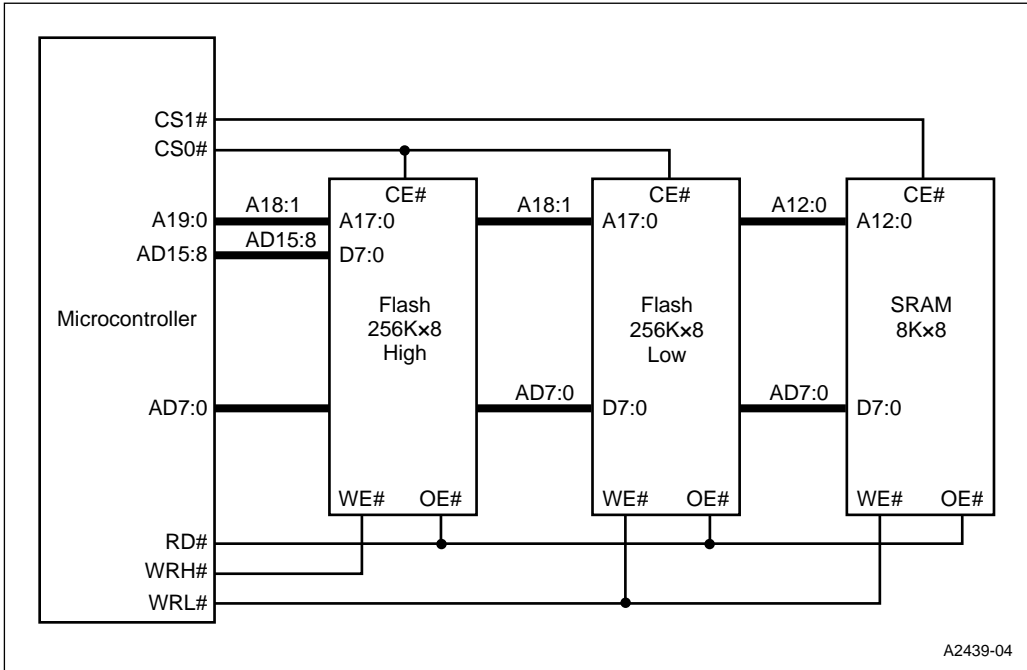 CS1#
CS0#
CE#
CE#
CE#
A19:0
A18:1
A17:0
A18:1
A17:0
A12:0
A12:0
AD15:8
AD15:8
D7:0
Microcontroller
Flash
256K×8
High
Flash
256K×8
Low
SRAM
8K×8
AD7:0
AD7:0
D7:0
AD7:0
D7:0
WE# OE#
WE# OE#
WE# OE#
RD#
WRH#
WRL#
A2439-04